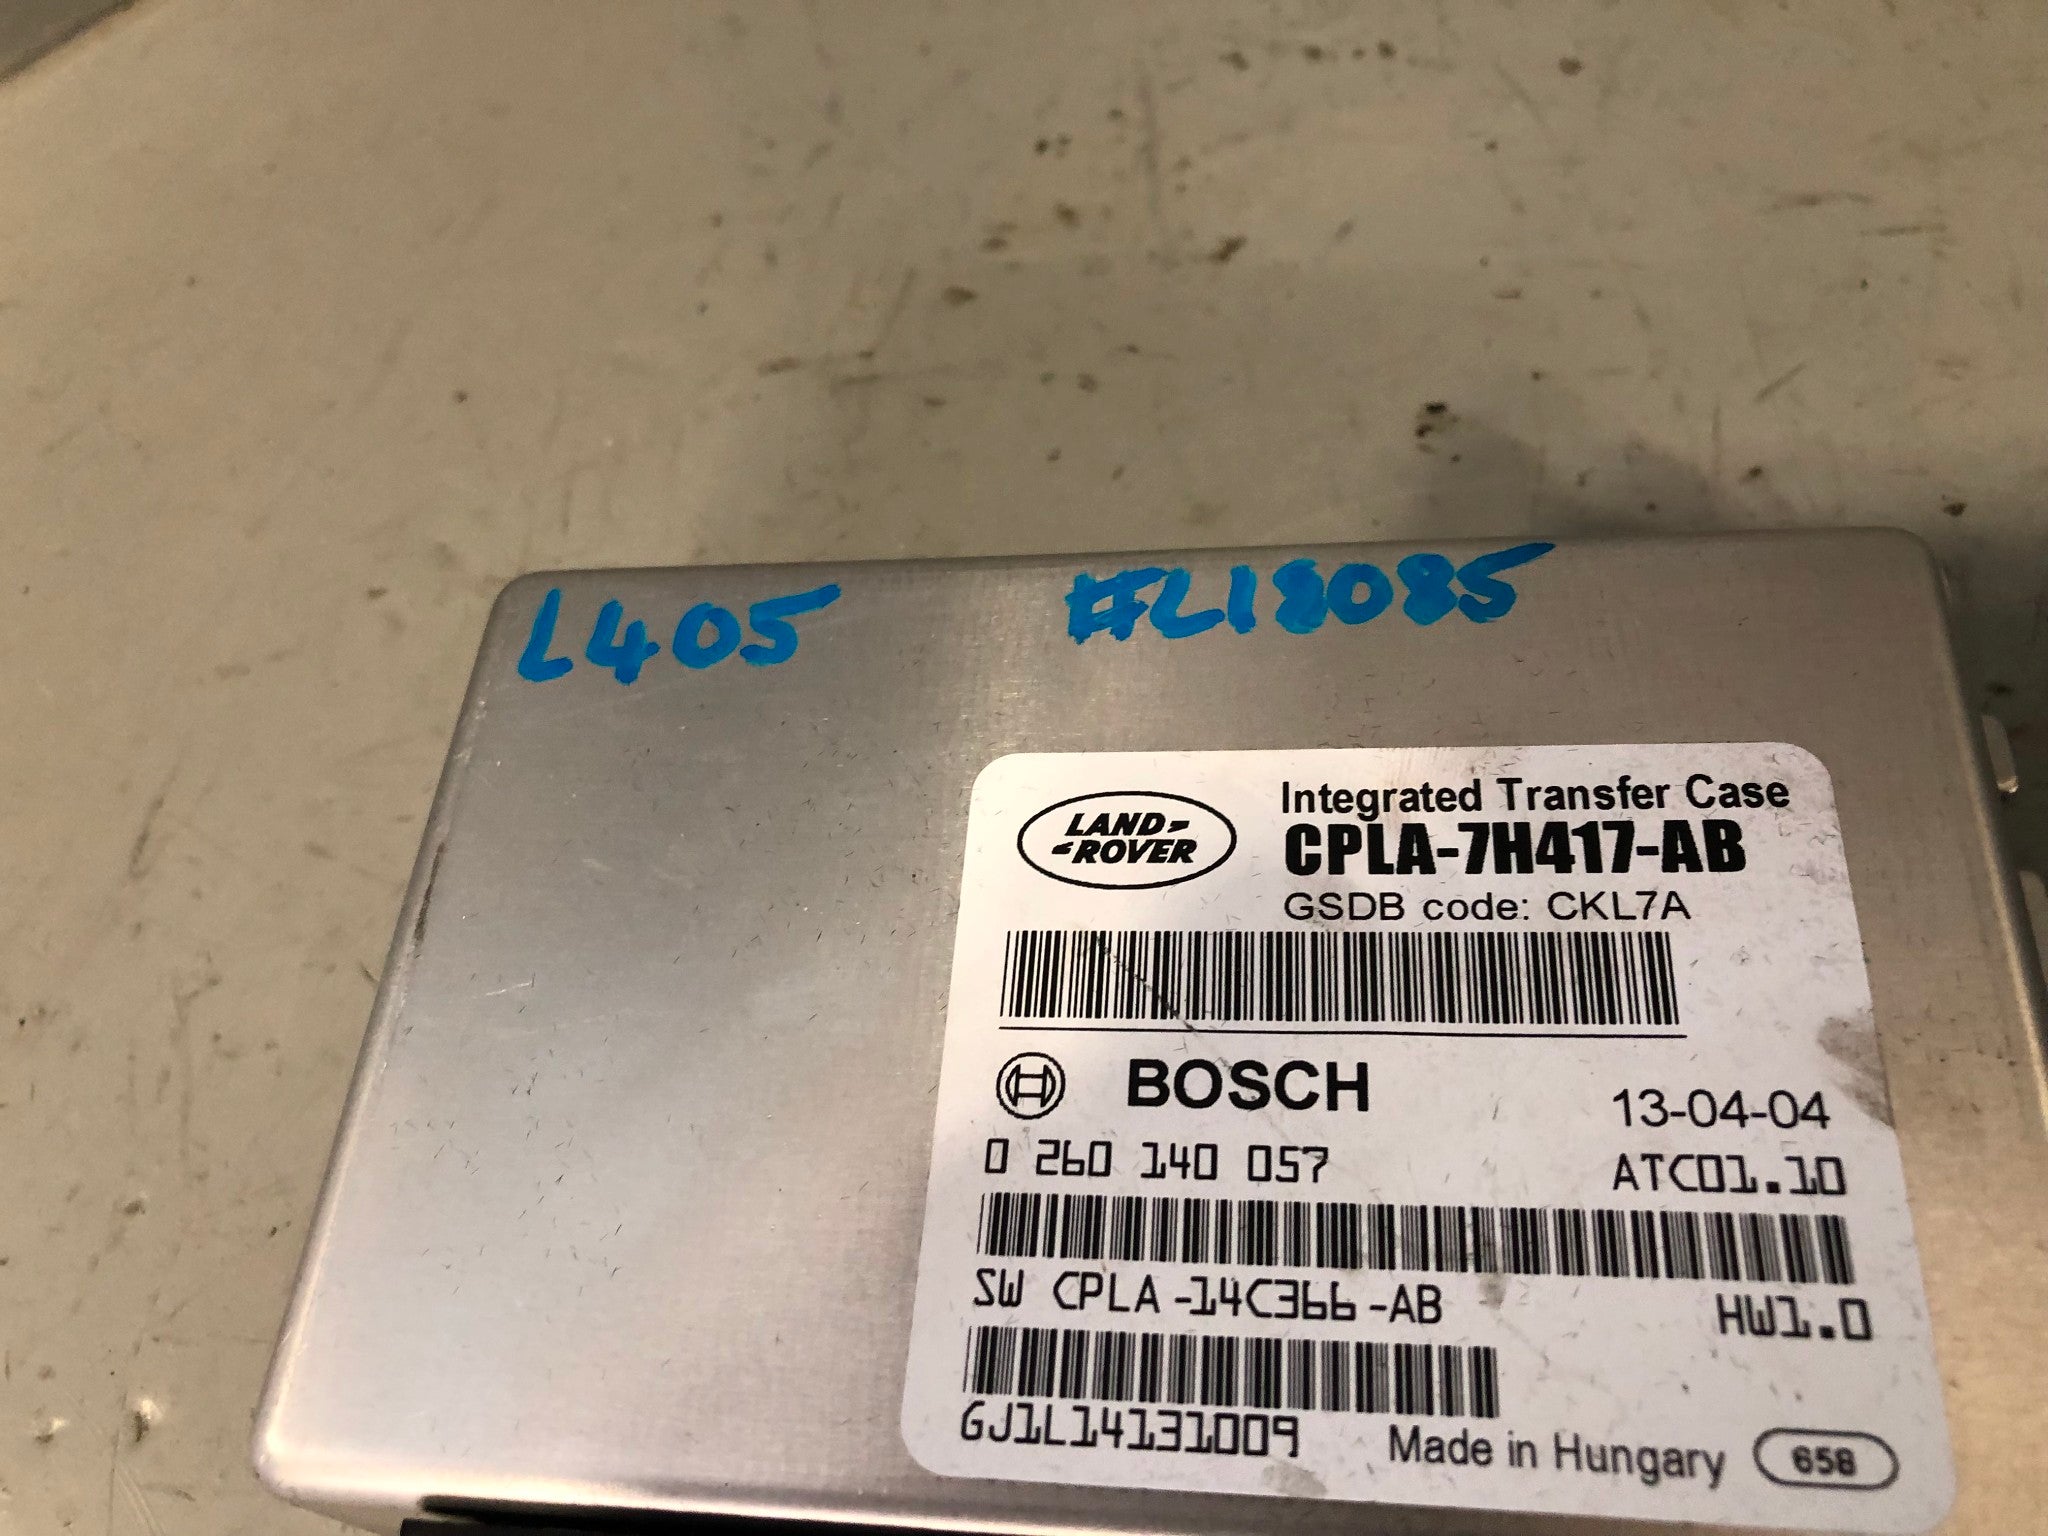 L405 #L18085
LAND ROVER
Integrated Transfer Case
CPLA-7H417-AB
GSDB code: CKL7A
BOSCH 13-04-04
0 260 140 057 ATC01.10
SW CPLA-14C366-AB HW1.0
GJ1L14131009 Made in Hungary 658